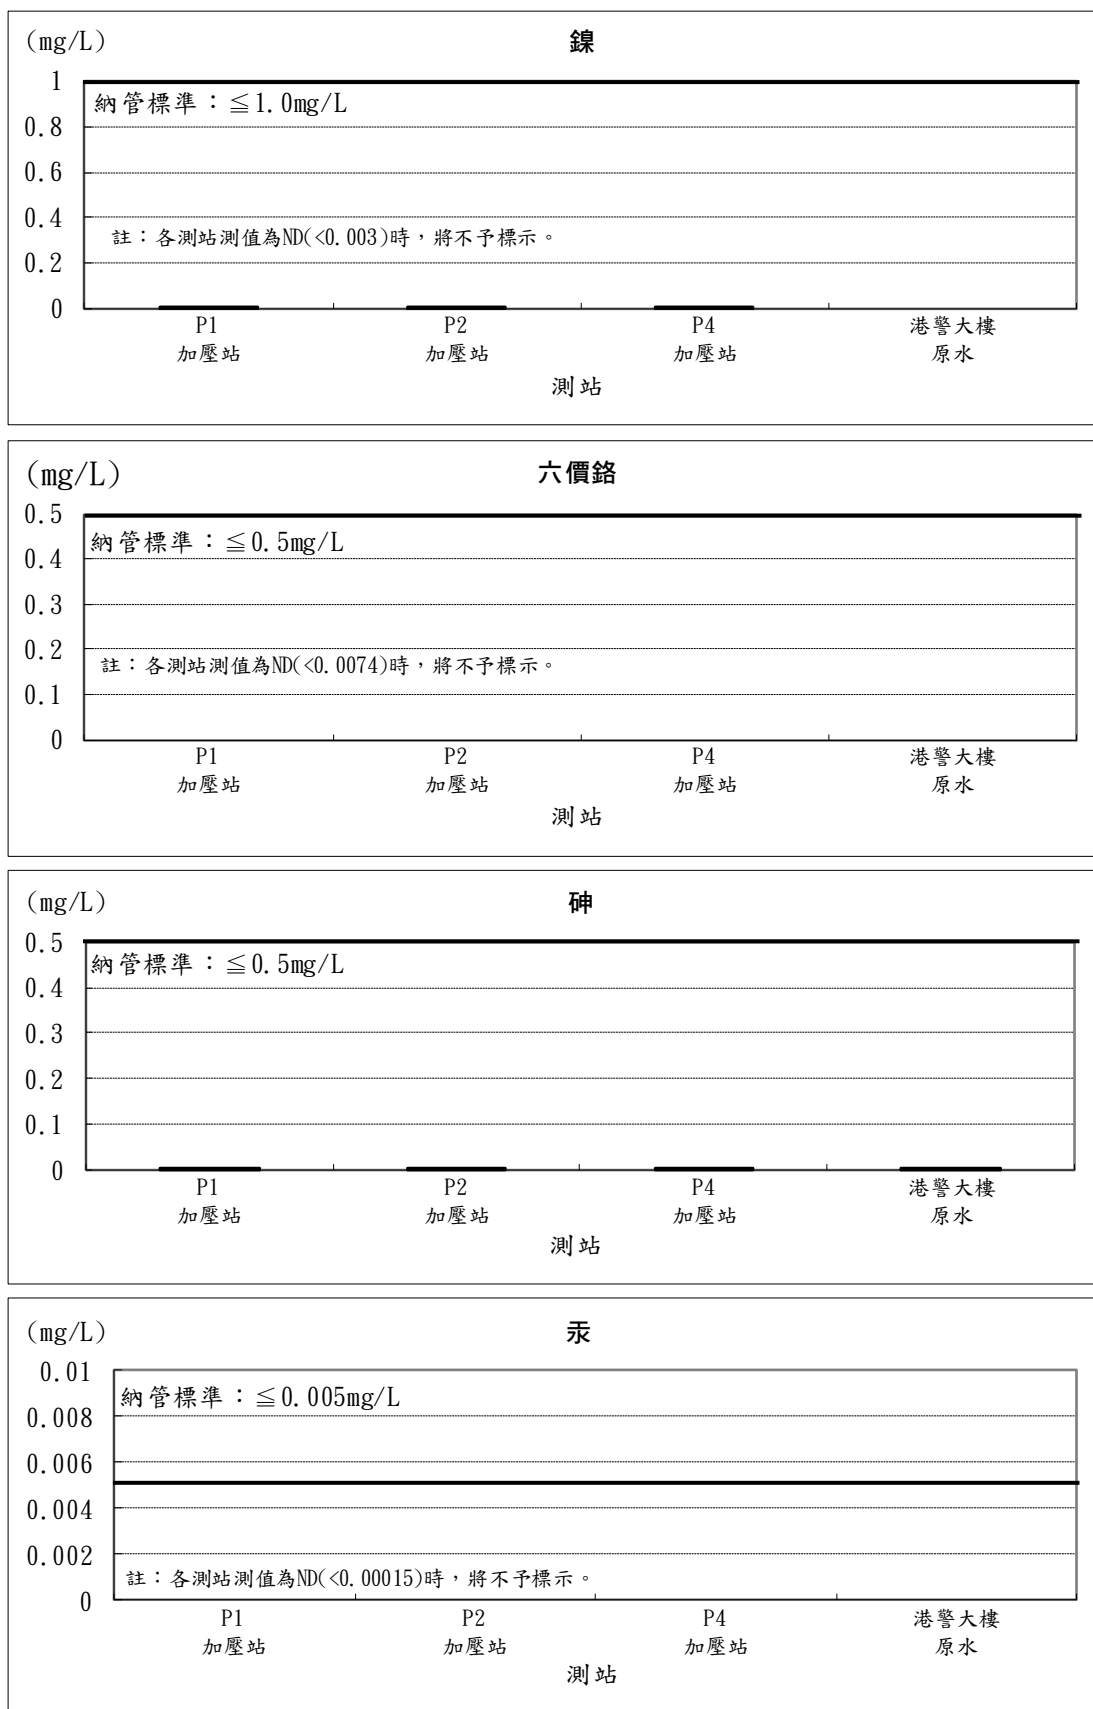 (mg/L)
鎳
1
納管標準：≦1.0mg/L
0.8
0.6
0.4
註：各測站測值為ND(<0.003)時，將不予標示。
0.2
0
P1 P2 P4 港警大樓
加壓站 加壓站 加壓站 原水
測站
(mg/L)
六價鉻
0.5
納管標準：≦0.5mg/L
0.4
0.3
0.2
註：各測站測值為ND(<0.0074)時，將不予標示。
0.1
0
P1 P2 P4 港警大樓
加壓站 加壓站 加壓站 原水
測站
(mg/L)
砷
0.5
納管標準：≦0.5mg/L
0.4
0.3
0.2
0.1
0
P1 P2 P4 港警大樓
加壓站 加壓站 加壓站 原水
測站
(mg/L)
汞
0.01
納管標準：≦0.005mg/L
0.008
0.006
0.004
0.002
註：各測站測值為ND(<0.00015)時，將不予標示。
0
P1 P2 P4 港警大樓
加壓站 加壓站 加壓站 原水
測站